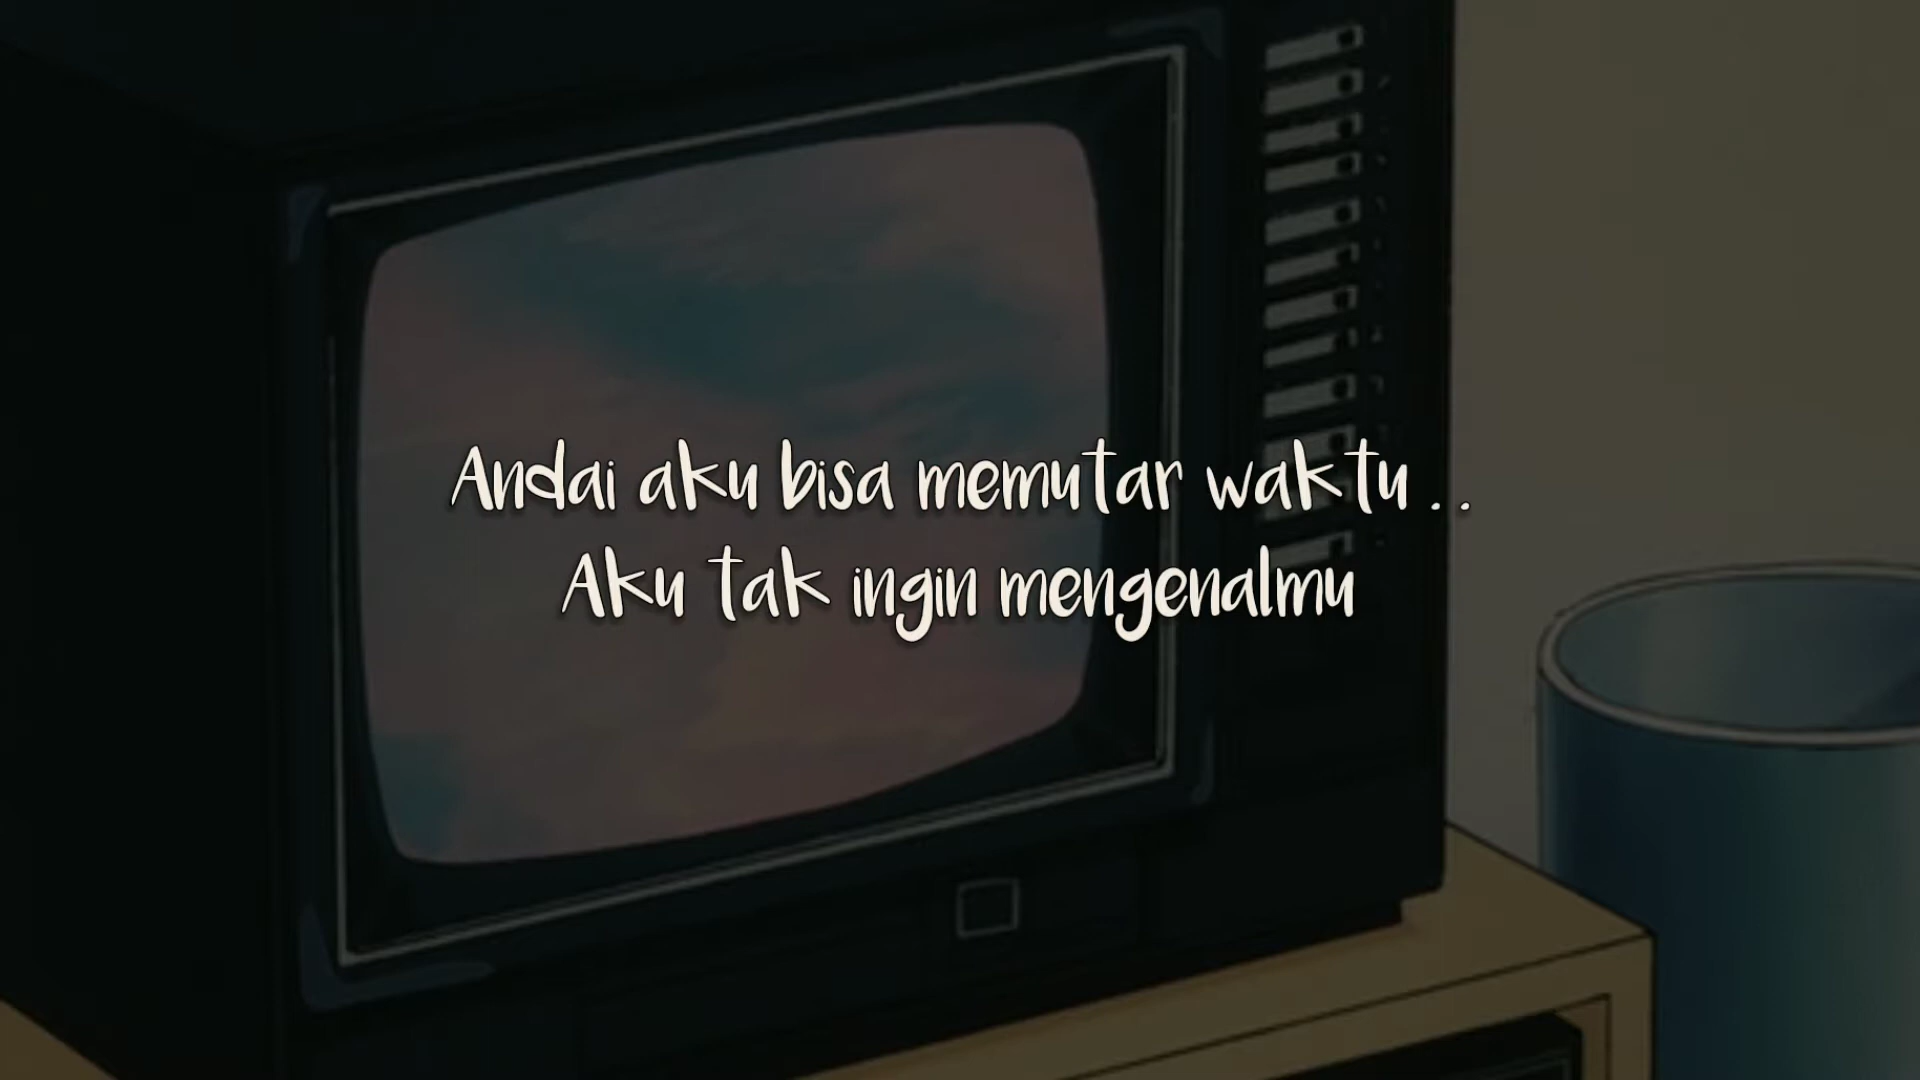 Andai aku bisa memutar waktu . .
Aku tak ingin mengenalmu